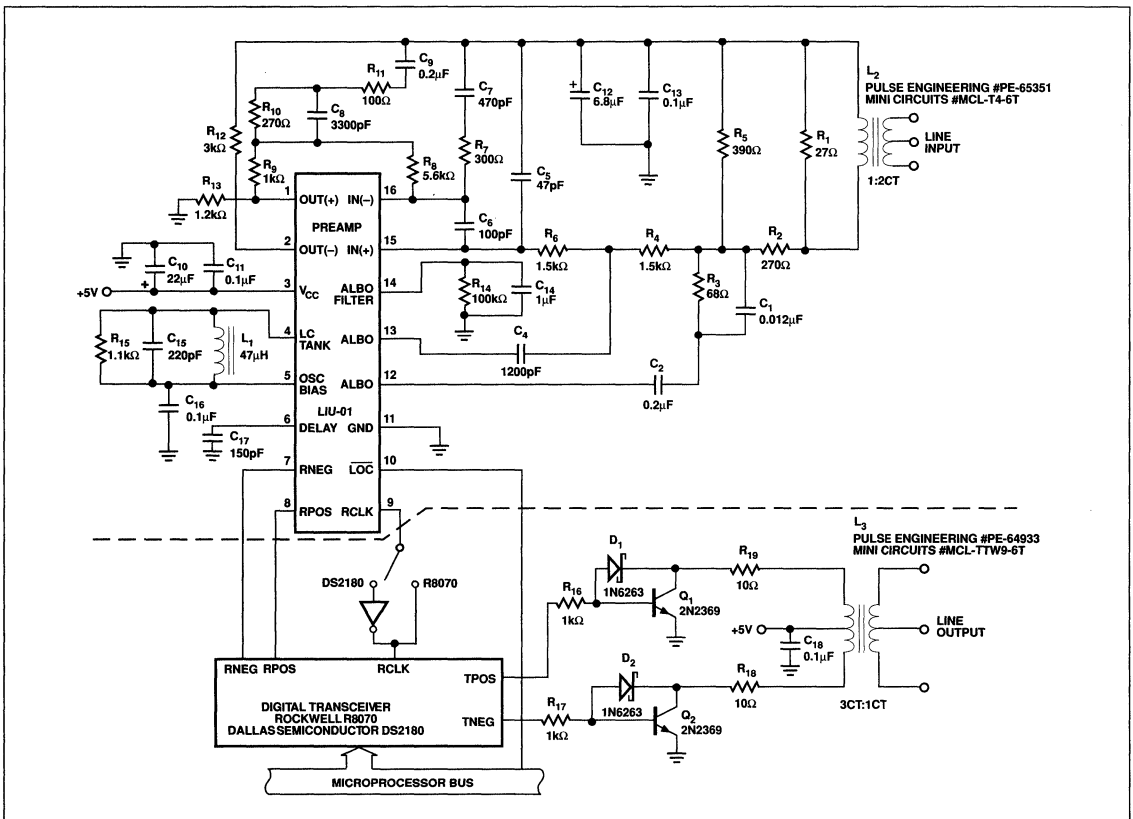 C9
0.2μF
R11
100Ω
C7
470pF
C12
6.8μF
+
C13
0.1μF
L2
PULSE ENGINEERING #PE-65351
MINI CIRCUITS #MCL-T4-6T
R10
270Ω
C8
3300pF
R12
3kΩ
R5
390Ω
R1
27Ω
LINE
INPUT
1:2CT
R9
1kΩ
R8
5.6kΩ
R7
300Ω
C5
47pF
R13
1.2kΩ
1 OUT(+) IN(–) 16
PREAMP
C6
100pF
2 OUT(–) IN(+) 15
R6
1.5kΩ
R4
1.5kΩ
R2
270Ω
C10
22μF
+
C11
0.1μF
+5V
3 VCC ALBO
FILTER 14
R14
100kΩ
C14
1μF
R3
68Ω
C1
0.012μF
R15
1.1kΩ
C15
220pF
L1
47μH
4 LC
TANK ALBO 13
C4
1200pF
5 OSC
BIAS ALBO 12
C2
0.2μF
C16
0.1μF
LIU-01
6 DELAY GND 11
C17
150pF
7 RNEG LOC 10
8 RPOS RCLK 9
DS2180 R8070
D1
1N6263
R16
1kΩ
Q1
2N2369
R19
10Ω
L3
PULSE ENGINEERING #PE-64933
MINI CIRCUITS #MCL-TTW9-6T
+5V
C18
0.1μF
LINE
OUTPUT
3CT:1CT
D2
1N6263
R17
1kΩ
Q2
2N2369
R18
10Ω
RNEG RPOS RCLK
TPOS
TNEG
DIGITAL TRANSCEIVER
ROCKWELL R8070
DALLAS SEMICONDUCTOR DS2180
MICROPROCESSOR BUS